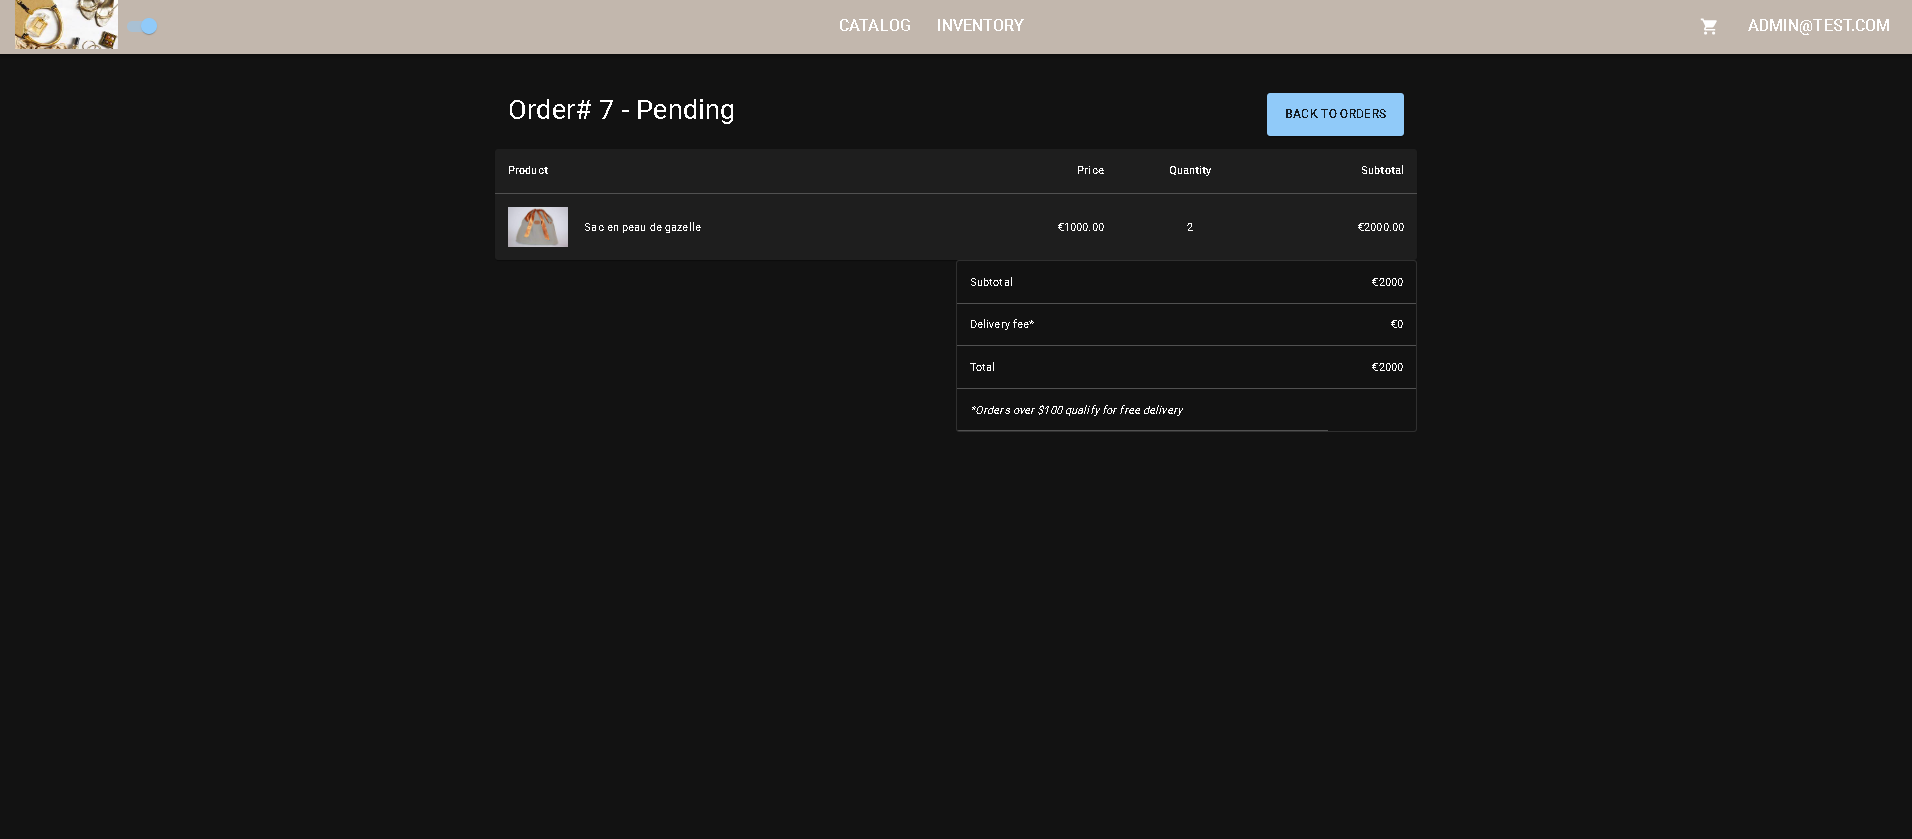 CATALOG INVENTORY ADMIN@TEST.COM
Order# 7 - Pending BACK TO ORDERS
Product Price Quantity Subtotal
Sac en peau de gazelle €1000.00 2 €2000.00
Subtotal €2000
Delivery fee* €0
Total €2000
*Orders over $100 qualify for free delivery